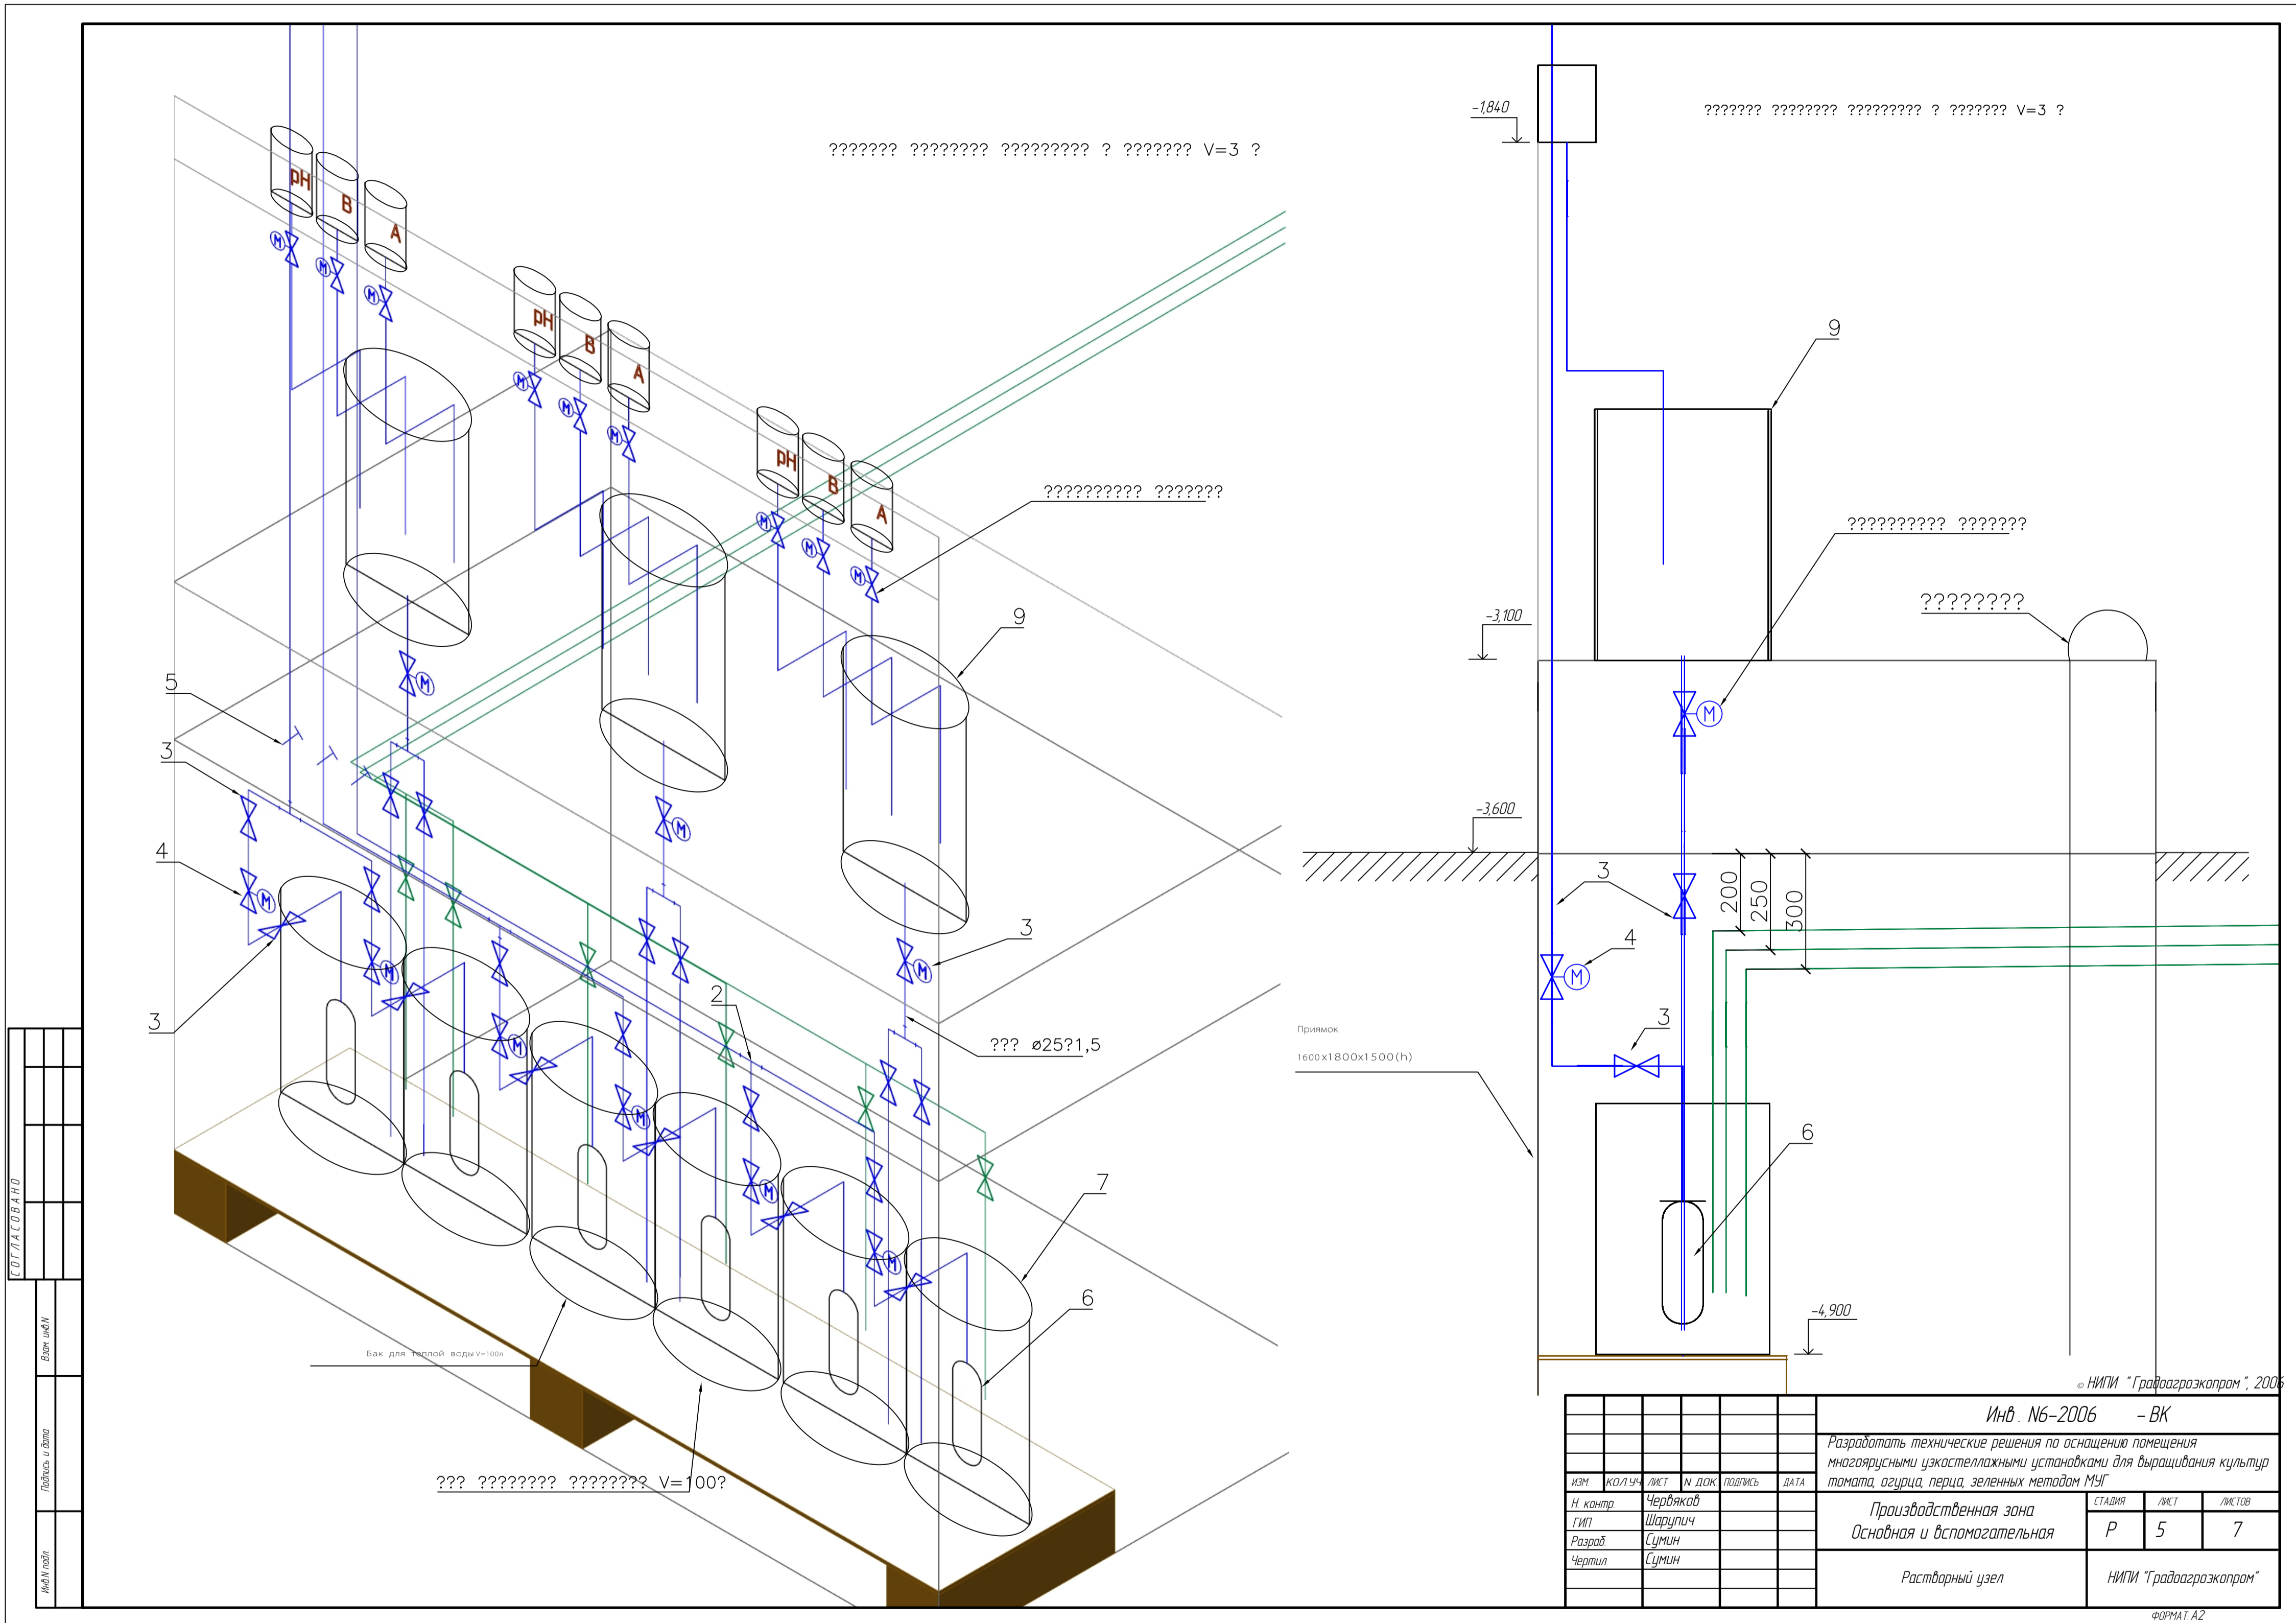 ??????? ???????? ????????? ? ??????? V=3 ?
pH
B
A
M
M
M
pH
B
A
M
M
M
pH
B
A
M
M
M
?????????? ???????
9
5
M
3
M
4
M
3
M
M
3
2
??? ø25?1,5
M
M
M
M
7
6
Бак для теплой воды V=100л
??? ???????? ???????? V=100?
-1,840
??????? ???????? ????????? ? ??????? V=3 ?
9
?????????? ???????
-3,100
????????
M
-3,600
3
200
250
300
4
M
3
Приямок
1600x1800x1500(h)
6
-4,900
© НИПИ "Градоагроэкопром", 2006
Инв. N6-2006 -ВК
Разработать технические решения по оснащению помещения
многоярусными узкостеллажными установками для выращивания культур
томата, огурца, перца, зеленных методом МУГ
ИЗМ. КОЛ.УЧ ЛИСТ N ДОК ПОДПИСЬ ДАТА
Н. контр. Червяков
ГИП Шарупич
Разраб. Сумин
Чертил Сумин
Производственная зона
Основная и вспомогательная
СТАДИЯ ЛИСТ ЛИСТОВ
Р 5 7
Растворный узел
НИПИ "Градоагроэкопром"
ФОРМАТ А2
СОГЛАСОВАНО
Взам инв.N
Подпись и дата
Инв.N подл.